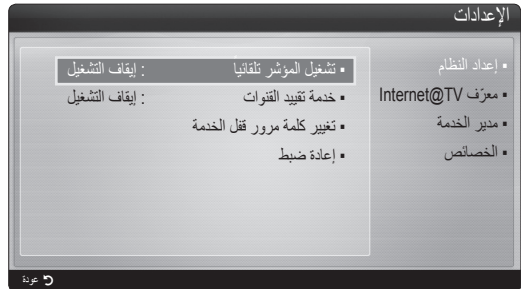 الإعدادات
▪ إعداد النظام
▪ معرّف Internet@TV
▪ مدير الخدمة
▪ الخصائص
▪ تشغيل المؤشر تلقائيًا : إيقاف التشغيل
▪ خدمة تقييد القنوات : إيقاف التشغيل
▪ تغيير كلمة مرور قفل الخدمة
▪ إعادة ضبط
عودة